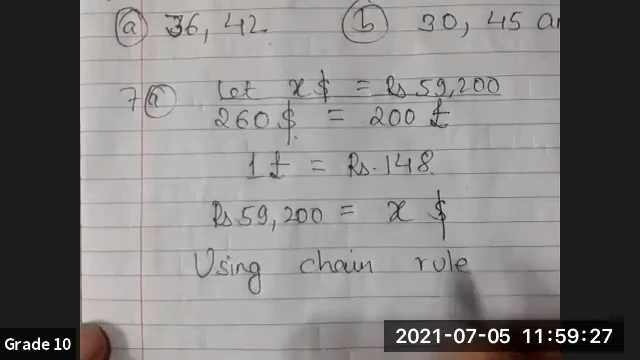 (a) 36, 42. (b) 30, 45 an
7 (a) Let x $ = Rs 59,200
260 $ = 200 £
1 £ = Rs. 148.
Rs 59,200 = x $
Using chain rule
Grade 10
2021-07-05 11:59:27